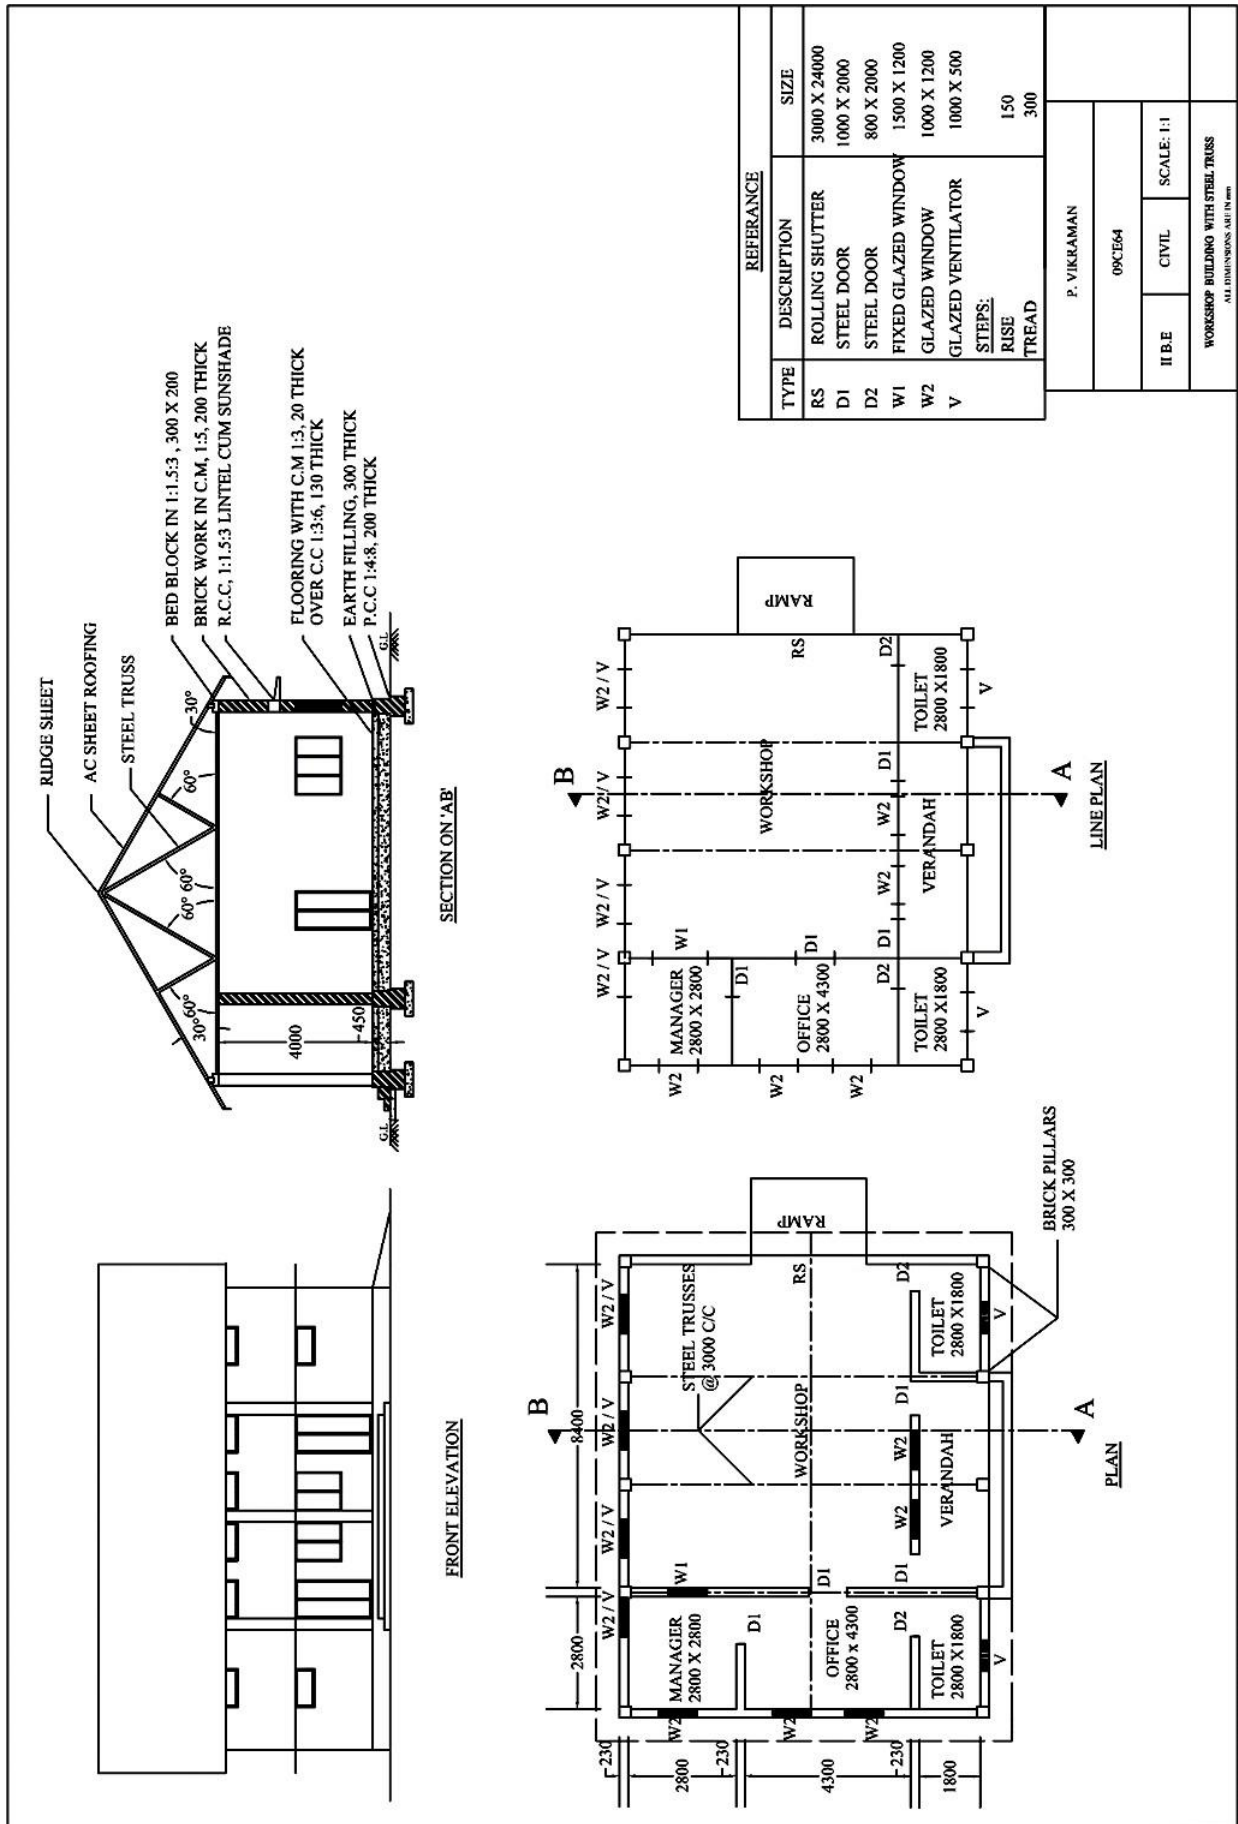 FRONT ELEVATION
RIDGE SHEET
AC SHEET ROOFING
STEEL TRUSS
BED BLOCK IN 1:1.5:3 , 300 X 200
BRICK WORK IN C.M, 1:5, 200 THICK
R.C.C, 1:1.5:3 LINTEL CUM SUNSHADE
FLOORING WITH C.M 1:3, 20 THICK
OVER C.C 1:3:6, 130 THICK
EARTH FILLING, 300 THICK
P.C.C 1:4:8, 200 THICK
30°
60°
60°
60°
60°
60°
30°
4000
450
G.L
G.L
SECTION ON 'AB'
B
2800
8400
W2 / V
W2 / V
W2 / V
W2 / V
STEEL TRUSSES
@ 3000 C/C
230
2800
230
4300
230
1800
MANAGER
2800 X 2800
W1
W2
D1
WORKSHOP
RS
RAMP
OFFICE
2800 x 4300
D1
W2
W2
D2
D1
W2
W2
D1
D2
TOILET
2800 X1800
VERANDAH
TOILET
2800 X1800
V
V
A
BRICK PILLARS
300 X 300
PLAN
B
W2 / V
W2 / V
W2 / V
W2 / V
MANAGER
2800 X 2800
W1
W2
D1
WORKSHOP
RS
RAMP
OFFICE
2800 X 4300
D1
W2
W2
D2
D1
W2
W2
D1
D2
TOILET
2800 X1800
VERANDAH
TOILET
2800 X1800
V
V
A
LINE PLAN
REFERANCE
TYPE DESCRIPTION SIZE
RS ROLLING SHUTTER 3000 X 24000
D1 STEEL DOOR 1000 X 2000
D2 STEEL DOOR 800 X 2000
W1 FIXED GLAZED WINDOW 1500 X 1200
W2 GLAZED WINDOW 1000 X 1200
V GLAZED VENTILATOR 1000 X 500
STEPS:
RISE 150
TREAD 300
P. VIKRAMAN
09CE64
II B.E CIVIL SCALE: 1:1
WORKSHOP BUILDING WITH STEEL TRUSS
ALL DIMENSIONS ARE IN mm